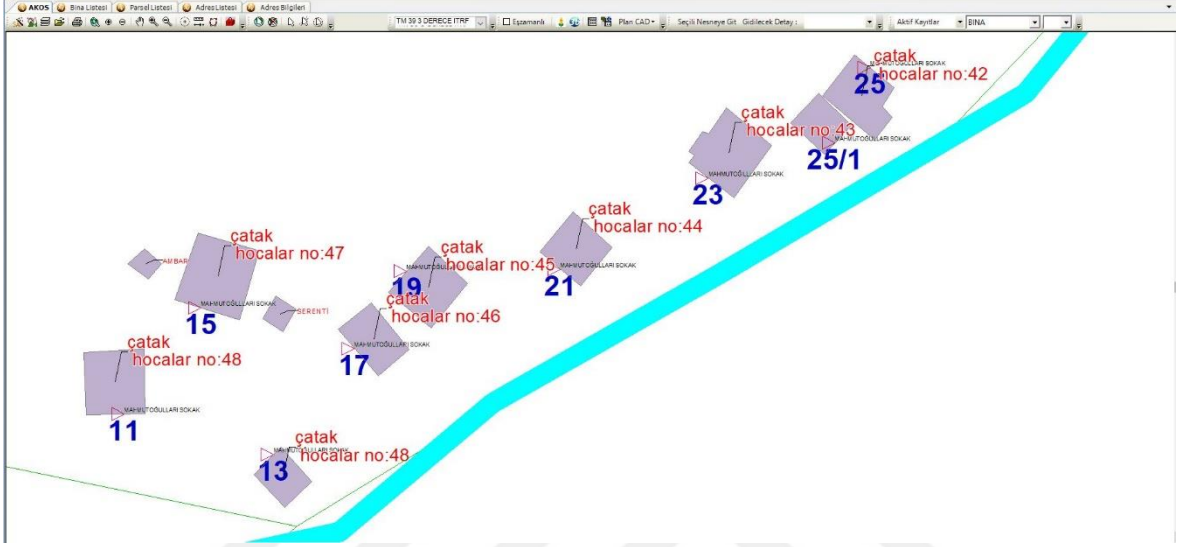 AKOS Bina Listesi Parsel Listesi Adres Listesi Adres Bilgileri
TM 39 3 DERECE ITRF Eşzamanlı Plan CAD Seçili Nesneye Git Gidilecek Detay : Aktif Kayıtlar BINA
çatak
hocalar no:42
25
çatak
hocalar no:43
MAHMUTOĞULLARI SOKAK
25/1
MAHMUTOĞULLARI SOKAK
23
çatak
hocalar no:44
MAHMUTOĞULLARI SOKAK
21
çatak
hocalar no:47
AMBAR
MAHMUTOĞULLARI SOKAK
15
SERENTİ
çatak
hocalar no:45
19
çatak
hocalar no:46
MAHMUTOĞULLARI SOKAK
17
çatak
hocalar no:48
MAHMUTOĞULLARI SOKAK
11
çatak
hocalar no:48
13